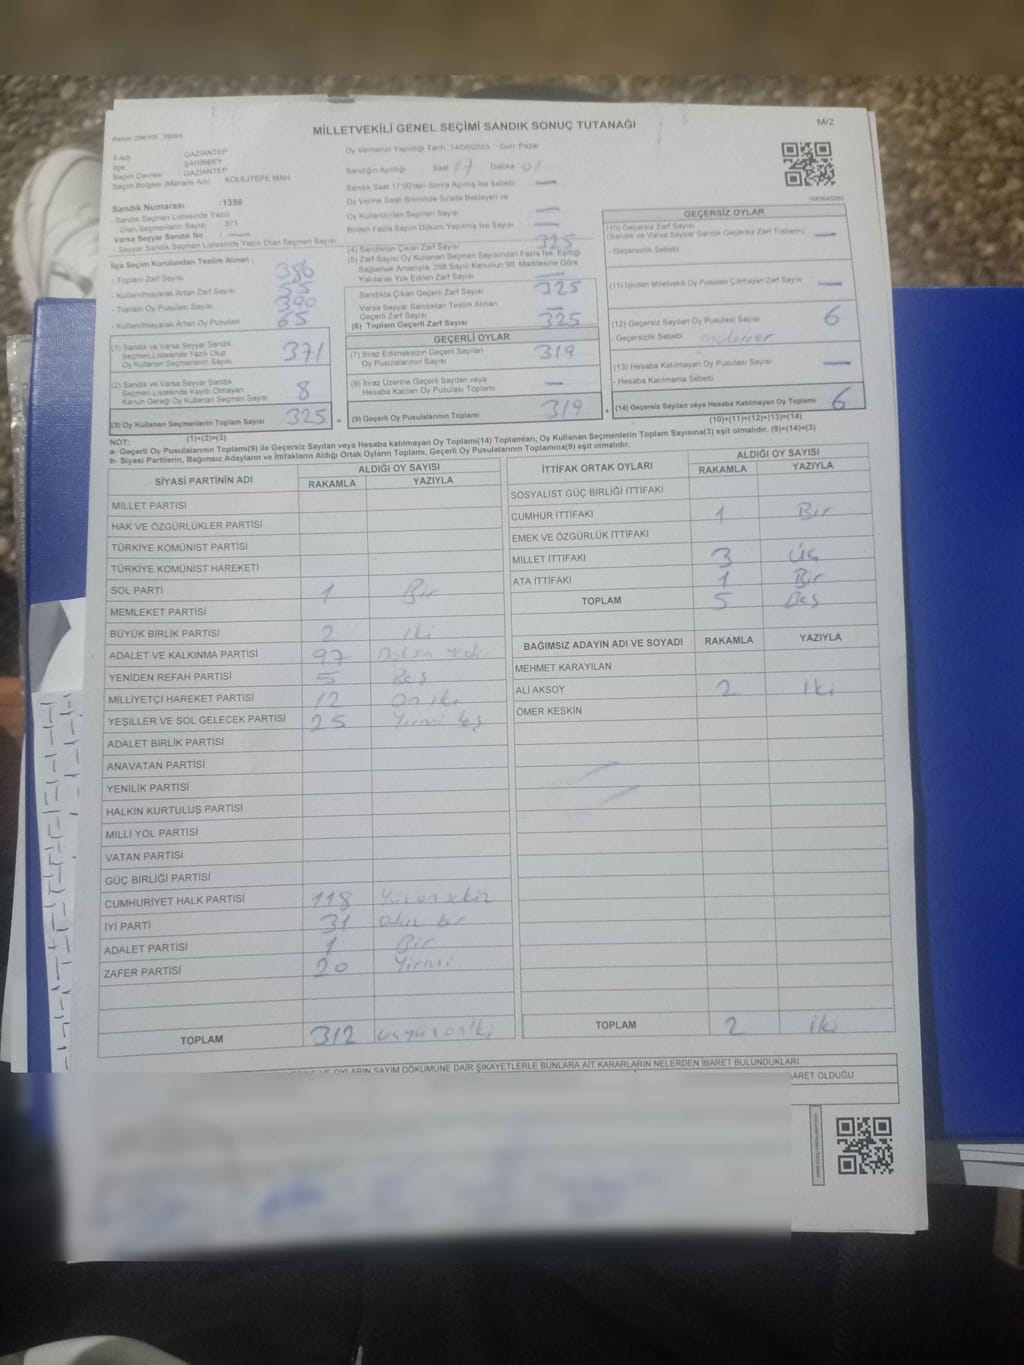 MİLLETVEKİLİ GENEL SEÇİMİ SANDIK SONUÇ TUTANAĞI
M/2
İl Adı GAZİANTEP
İlçe ŞAHİNBEY
Seçim Çevresi GAZİANTEP
Seçim Bölgesi (Mahalle Adı) KOLEJTEPE MAH.
Oy Vermenin Yapıldığı Tarih :14/05/2023 Gün: Pazar
Sandığın Açıldığı Saat 17 Dakika 01
Sandık Saat 17:00'den Sonra Açılmış İse Sebebi —
Oy Verme Saati Bitiminde Sırada Bekleyen ve
Oy Kullandırılan Seçmen Sayısı —
Birden Fazla Sayım Döküm Yapılmış İse Sayısı —
Sandık Numarası :1356
- Sandık Seçmen Listesinde Yazılı
Olan Seçmenlerin Sayısı 371
Varsa Seyyar Sandık No : —
- Seyyar Sandık Seçmen Listesinde Yazılı Olan Seçmen Sayısı
İlçe Seçim Kurulundan Teslim Alınan :
- Toplam Zarf Sayısı 386
- Kullanılmayarak Artan Zarf Sayısı
- Toplam Oy Pusulası Sayısı 390
- Kullanılmayarak Artan Oy Pusulası 65
(1) Sandık ve Varsa Seyyar Sandık
Seçmen Listesinde Yazılı Olup
Oy Kullanan Seçmenlerin Sayısı 371
(2) Sandık ve Varsa Seyyar Sandık
Seçmen Listesinde Kayıtlı Olmayan
Kanun Gereği Oy Kullanan Seçmen Sayısı 8
(3) Oy Kullanan Seçmenlerin Toplam Sayısı 325
(1)+(2)=(3)
(4) Sandıktan Çıkan Zarf Sayısı 325
(5) Zarf Sayısı Oy Kullanan Seçmen Sayısından Fazla İse, Eşitliği
Sağlamak Amacıyla, 298 Sayılı Kanunun 98. Maddesine Göre
Yakılarak Yok Edilen Zarf Sayısı —
Sandıkta Çıkan Geçerli Zarf Sayısı 325
Varsa Seyyar Sandıktan Teslim Alınan
Geçerli Zarf Sayısı —
(6) Toplam Geçerli Zarf Sayısı 325
GEÇERLİ OYLAR
(7) İtiraz Edilmeksizin Geçerli Sayılan
Oy Pusulalarının Sayısı 319
(8) İtiraz Üzerine Geçerli Sayılan veya
Hesaba Katılan Oy Pusulası Toplamı —
= (9) Geçerli Oy Pusulalarının Toplamı 319
GEÇERSİZ OYLAR
(10) Geçersiz Zarf Sayısı
(Sandık ve Varsa Seyyar Sandık Geçersiz Zarf Toplamı) —
- Geçersizlik Sebebi
(11) İçinden Milletvekili Oy Pusulası Çıkmayan Zarf Sayısı —
(12) Geçersiz Sayılan Oy Pusulası Sayısı 6
- Geçersizlik Sebebi
(13) Hesaba Katılmayan Oy Pusulası Sayısı —
- Hesaba Katılmama Sebebi
+ (14) Geçersiz Sayılan veya Hesaba Katılmayan Oy Toplamı 6
(10)+(11)+(12)+(13)=(14)
NOT:
a- Geçerli Oy Pusulalarının Toplamı(9) ile Geçersiz Sayılan veya Hesaba katılmayan Oy Toplamı(14) Toplamları, Oy Kullanan Seçmenlerin Toplam Sayısına(3) eşit olmalıdır. (9)+(14)=(3)
b- Siyasi Partilerin, Bağımsız Adayların ve İttifakların Aldığı Ortak Oyların Toplamı, Geçerli Oy Pusulalarının Toplamına(9) eşit olmalıdır.
SİYASİ PARTİNİN ADI ALDIĞI OY SAYISI
RAKAMLA YAZIYLA
MİLLET PARTİSİ
HAK VE ÖZGÜRLÜKLER PARTİSİ
TÜRKİYE KOMÜNİST PARTİSİ
TÜRKİYE KOMÜNİST HAREKETİ
SOL PARTİ 1 Bir
MEMLEKET PARTİSİ
BÜYÜK BİRLİK PARTİSİ 2 iki
ADALET VE KALKINMA PARTİSİ 97 Doksan Yedi
YENİDEN REFAH PARTİSİ 5 Beş
MİLLİYETÇİ HAREKET PARTİSİ 12 On iki
YEŞİLLER VE SOL GELECEK PARTİSİ 25 Yirmi beş
ADALET BİRLİK PARTİSİ
ANAVATAN PARTİSİ
YENİLİK PARTİSİ
HALKIN KURTULUŞ PARTİSİ
MİLLİ YOL PARTİSİ
VATAN PARTİSİ
GÜÇ BİRLİĞİ PARTİSİ
CUMHURİYET HALK PARTİSİ 118 Yüzonsekiz
İYİ PARTİ 31 Otuz bir
ADALET PARTİSİ 1 Bir
ZAFER PARTİSİ 20 Yirmi
TOPLAM 312 üçyüzoniki
İTTİFAK ORTAK OYLARI ALDIĞI OY SAYISI
RAKAMLA YAZIYLA
SOSYALİST GÜÇ BİRLİĞİ İTTİFAKI
CUMHUR İTTİFAKI 1 Bir
EMEK VE ÖZGÜRLÜK İTTİFAKI
MİLLET İTTİFAKI 3 Üç
ATA İTTİFAKI 1 Bir
TOPLAM 5 Beş
BAĞIMSIZ ADAYIN ADI VE SOYADI RAKAMLA YAZIYLA
MEHMET KARAYILAN
ALİ AKSOY 2 iki
ÖMER KESKİN
TOPLAM 2 iki
OYLARIN SAYIM DÖKÜMÜNE DAİR ŞİKAYETLERLE BUNLARA AİT KARARLARIN NELERDEN İBARET BULUNDUKLARI
OLDUĞU